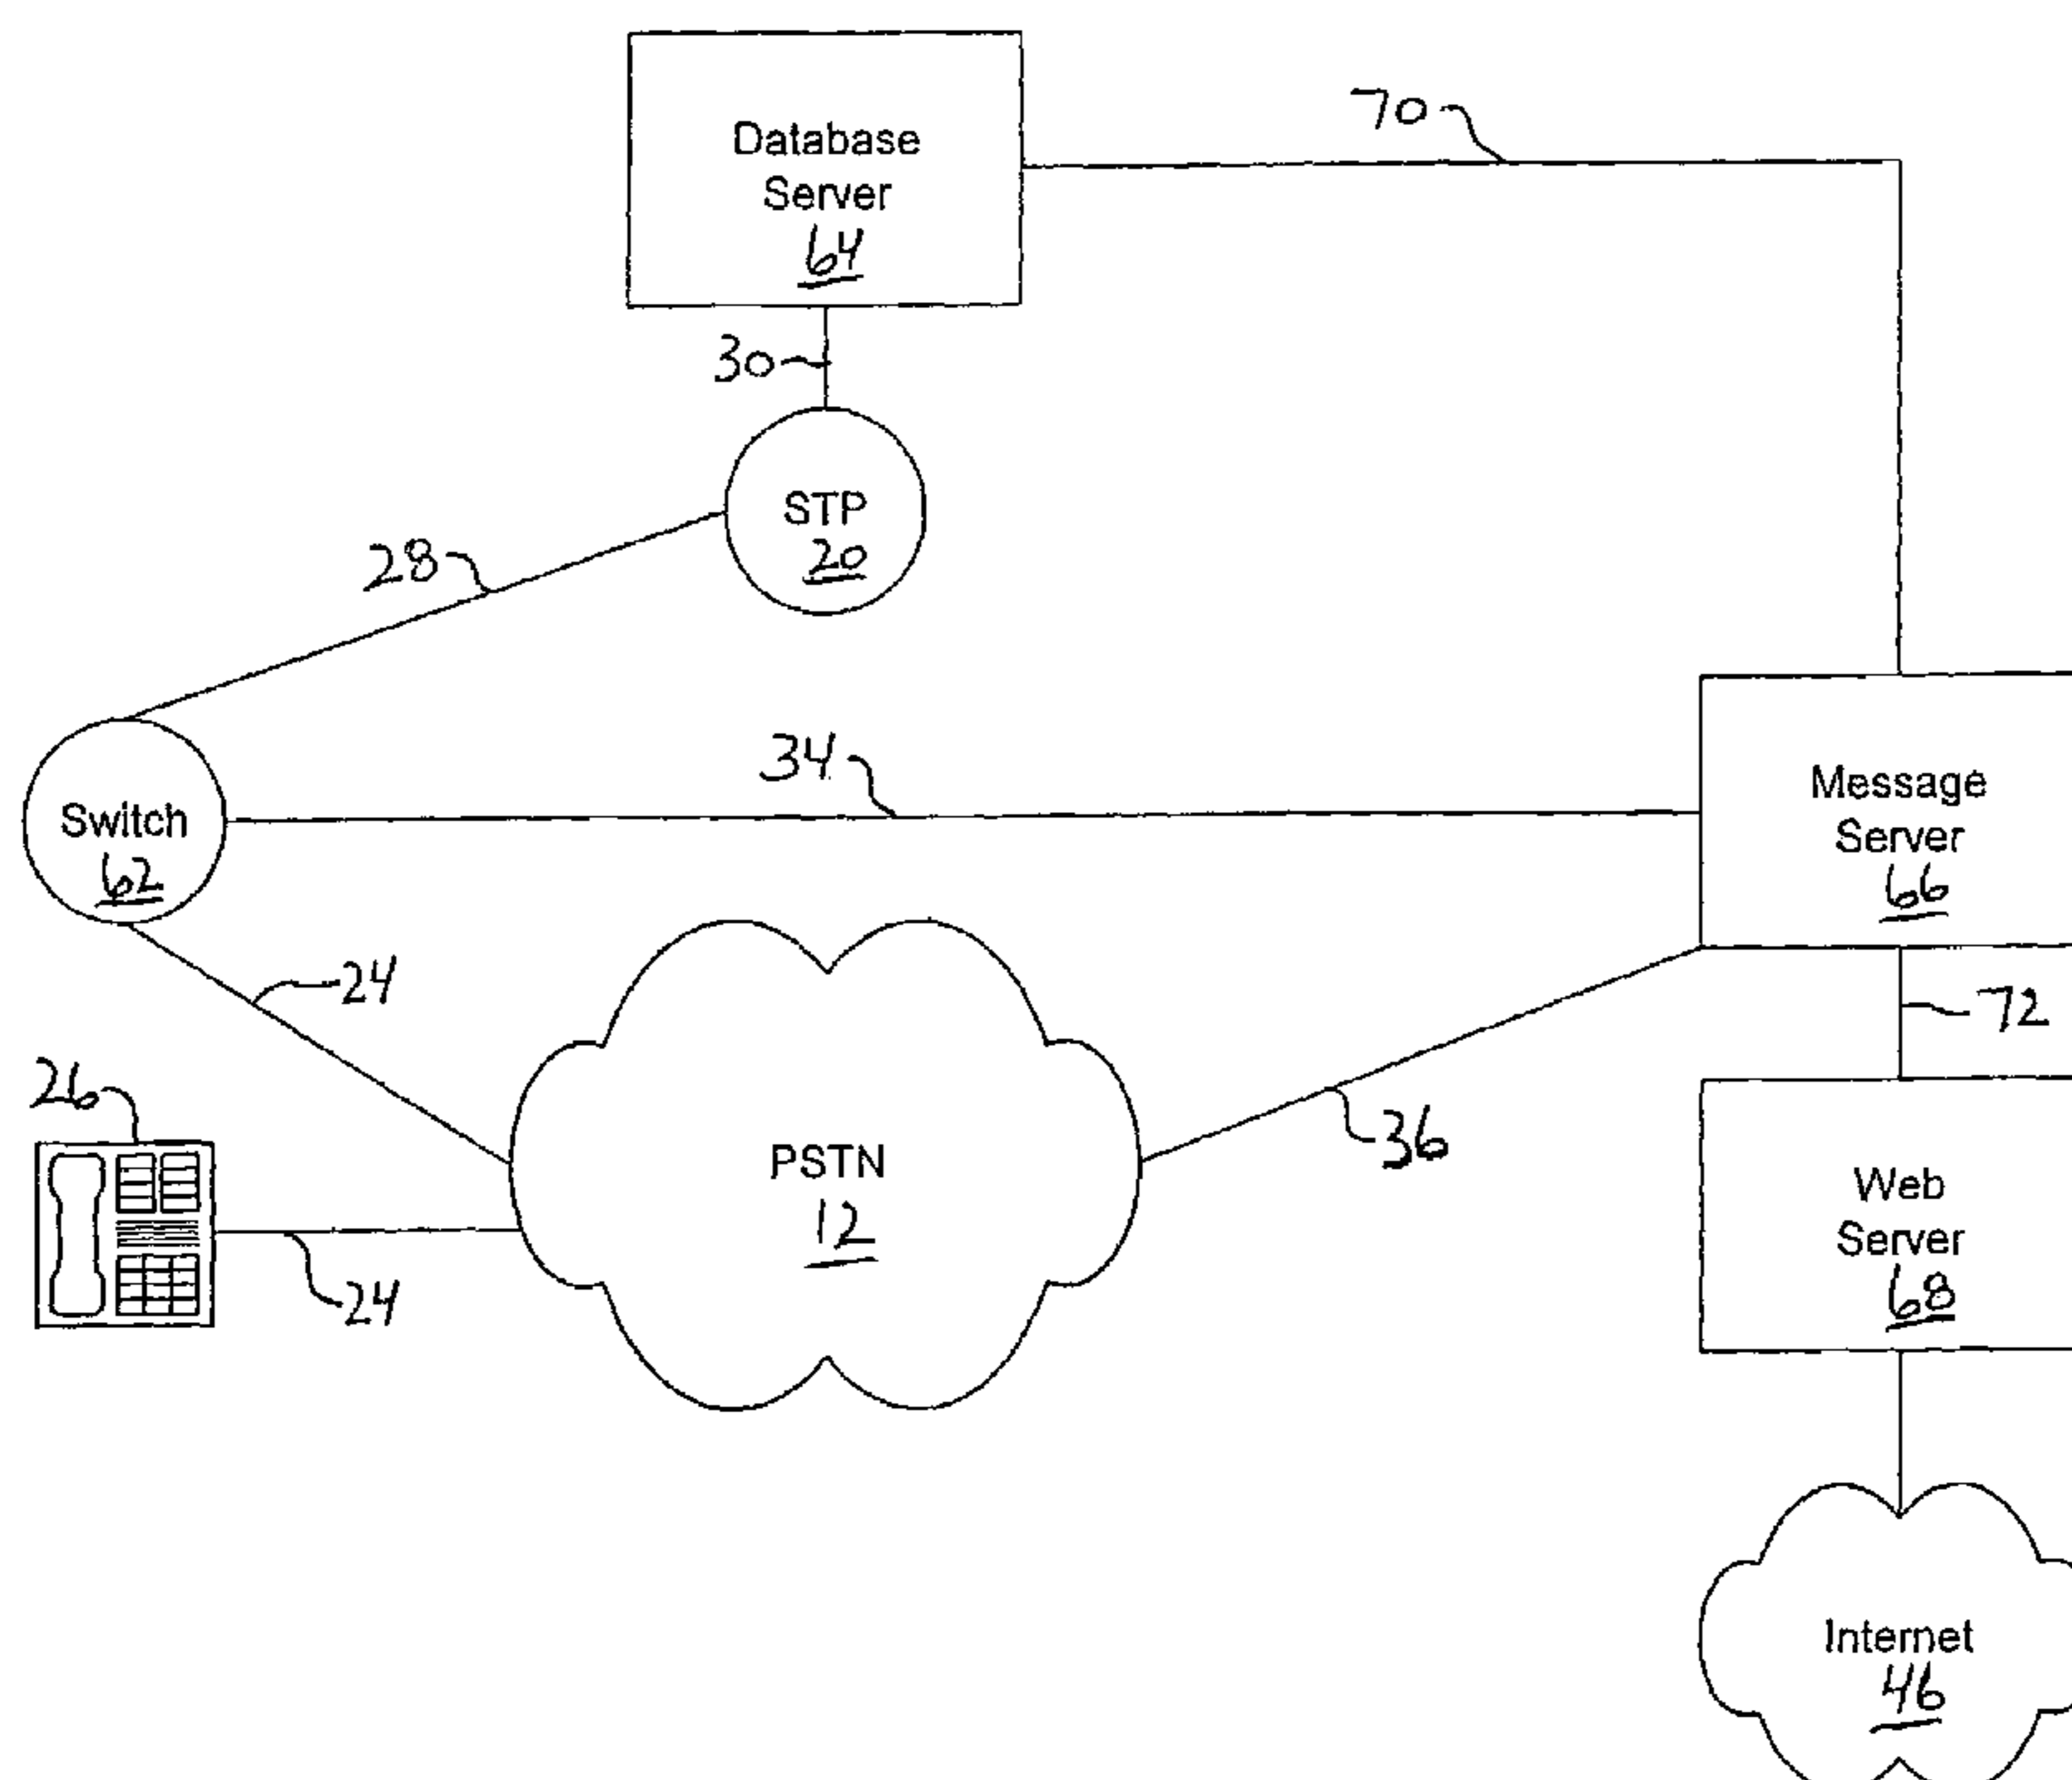 Database
Server
64
70
30
STP
20
28
34
Switch
62
Message
Server
66
24
72
26
36
PSTN
12
Web
Server
68
24
Internet
46